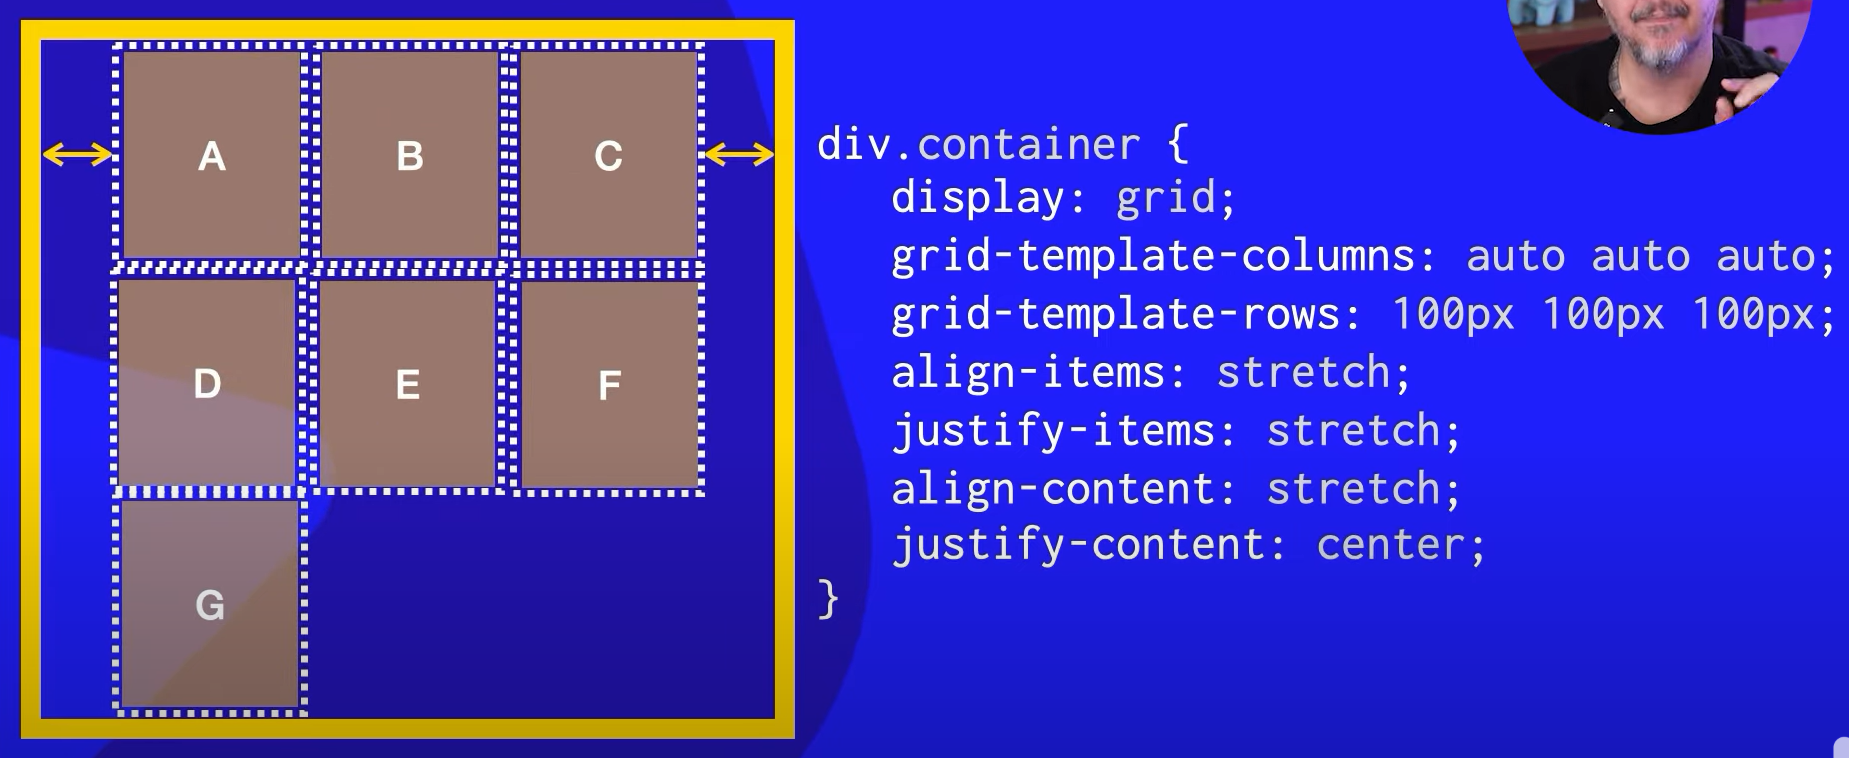 A B C
D E F
G
div.container {
display: grid;
grid-template-columns: auto auto auto;
grid-template-rows: 100px 100px 100px;
align-items: stretch;
justify-items: stretch;
align-content: stretch;
justify-content: center;
}